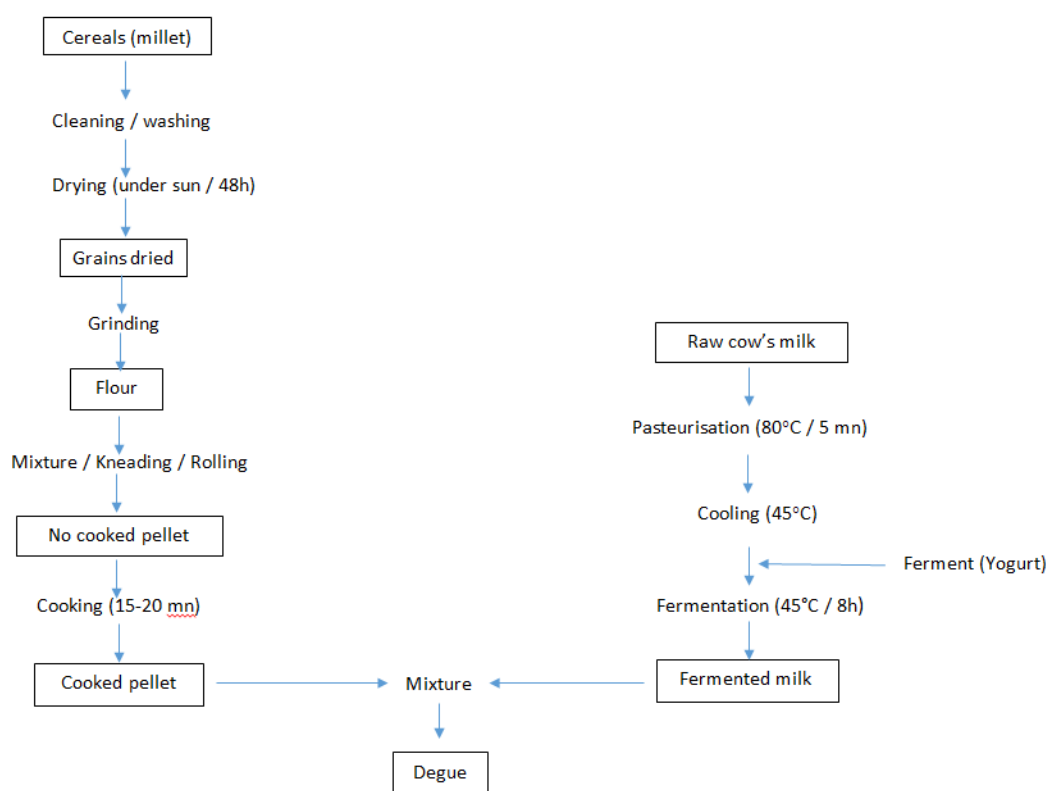 Cereals (millet)
Cleaning / washing
Drying (under sun / 48h)
Grains dried
Grinding
Flour
Mixture / Kneading / Rolling
No cooked pellet
Cooking (15-20 mn)
Cooked pellet
Raw cow's milk
Pasteurisation (80°C / 5 mn)
Cooling (45°C)
Ferment (Yogurt)
Fermentation (45°C / 8h)
Fermented milk
Mixture
Degue